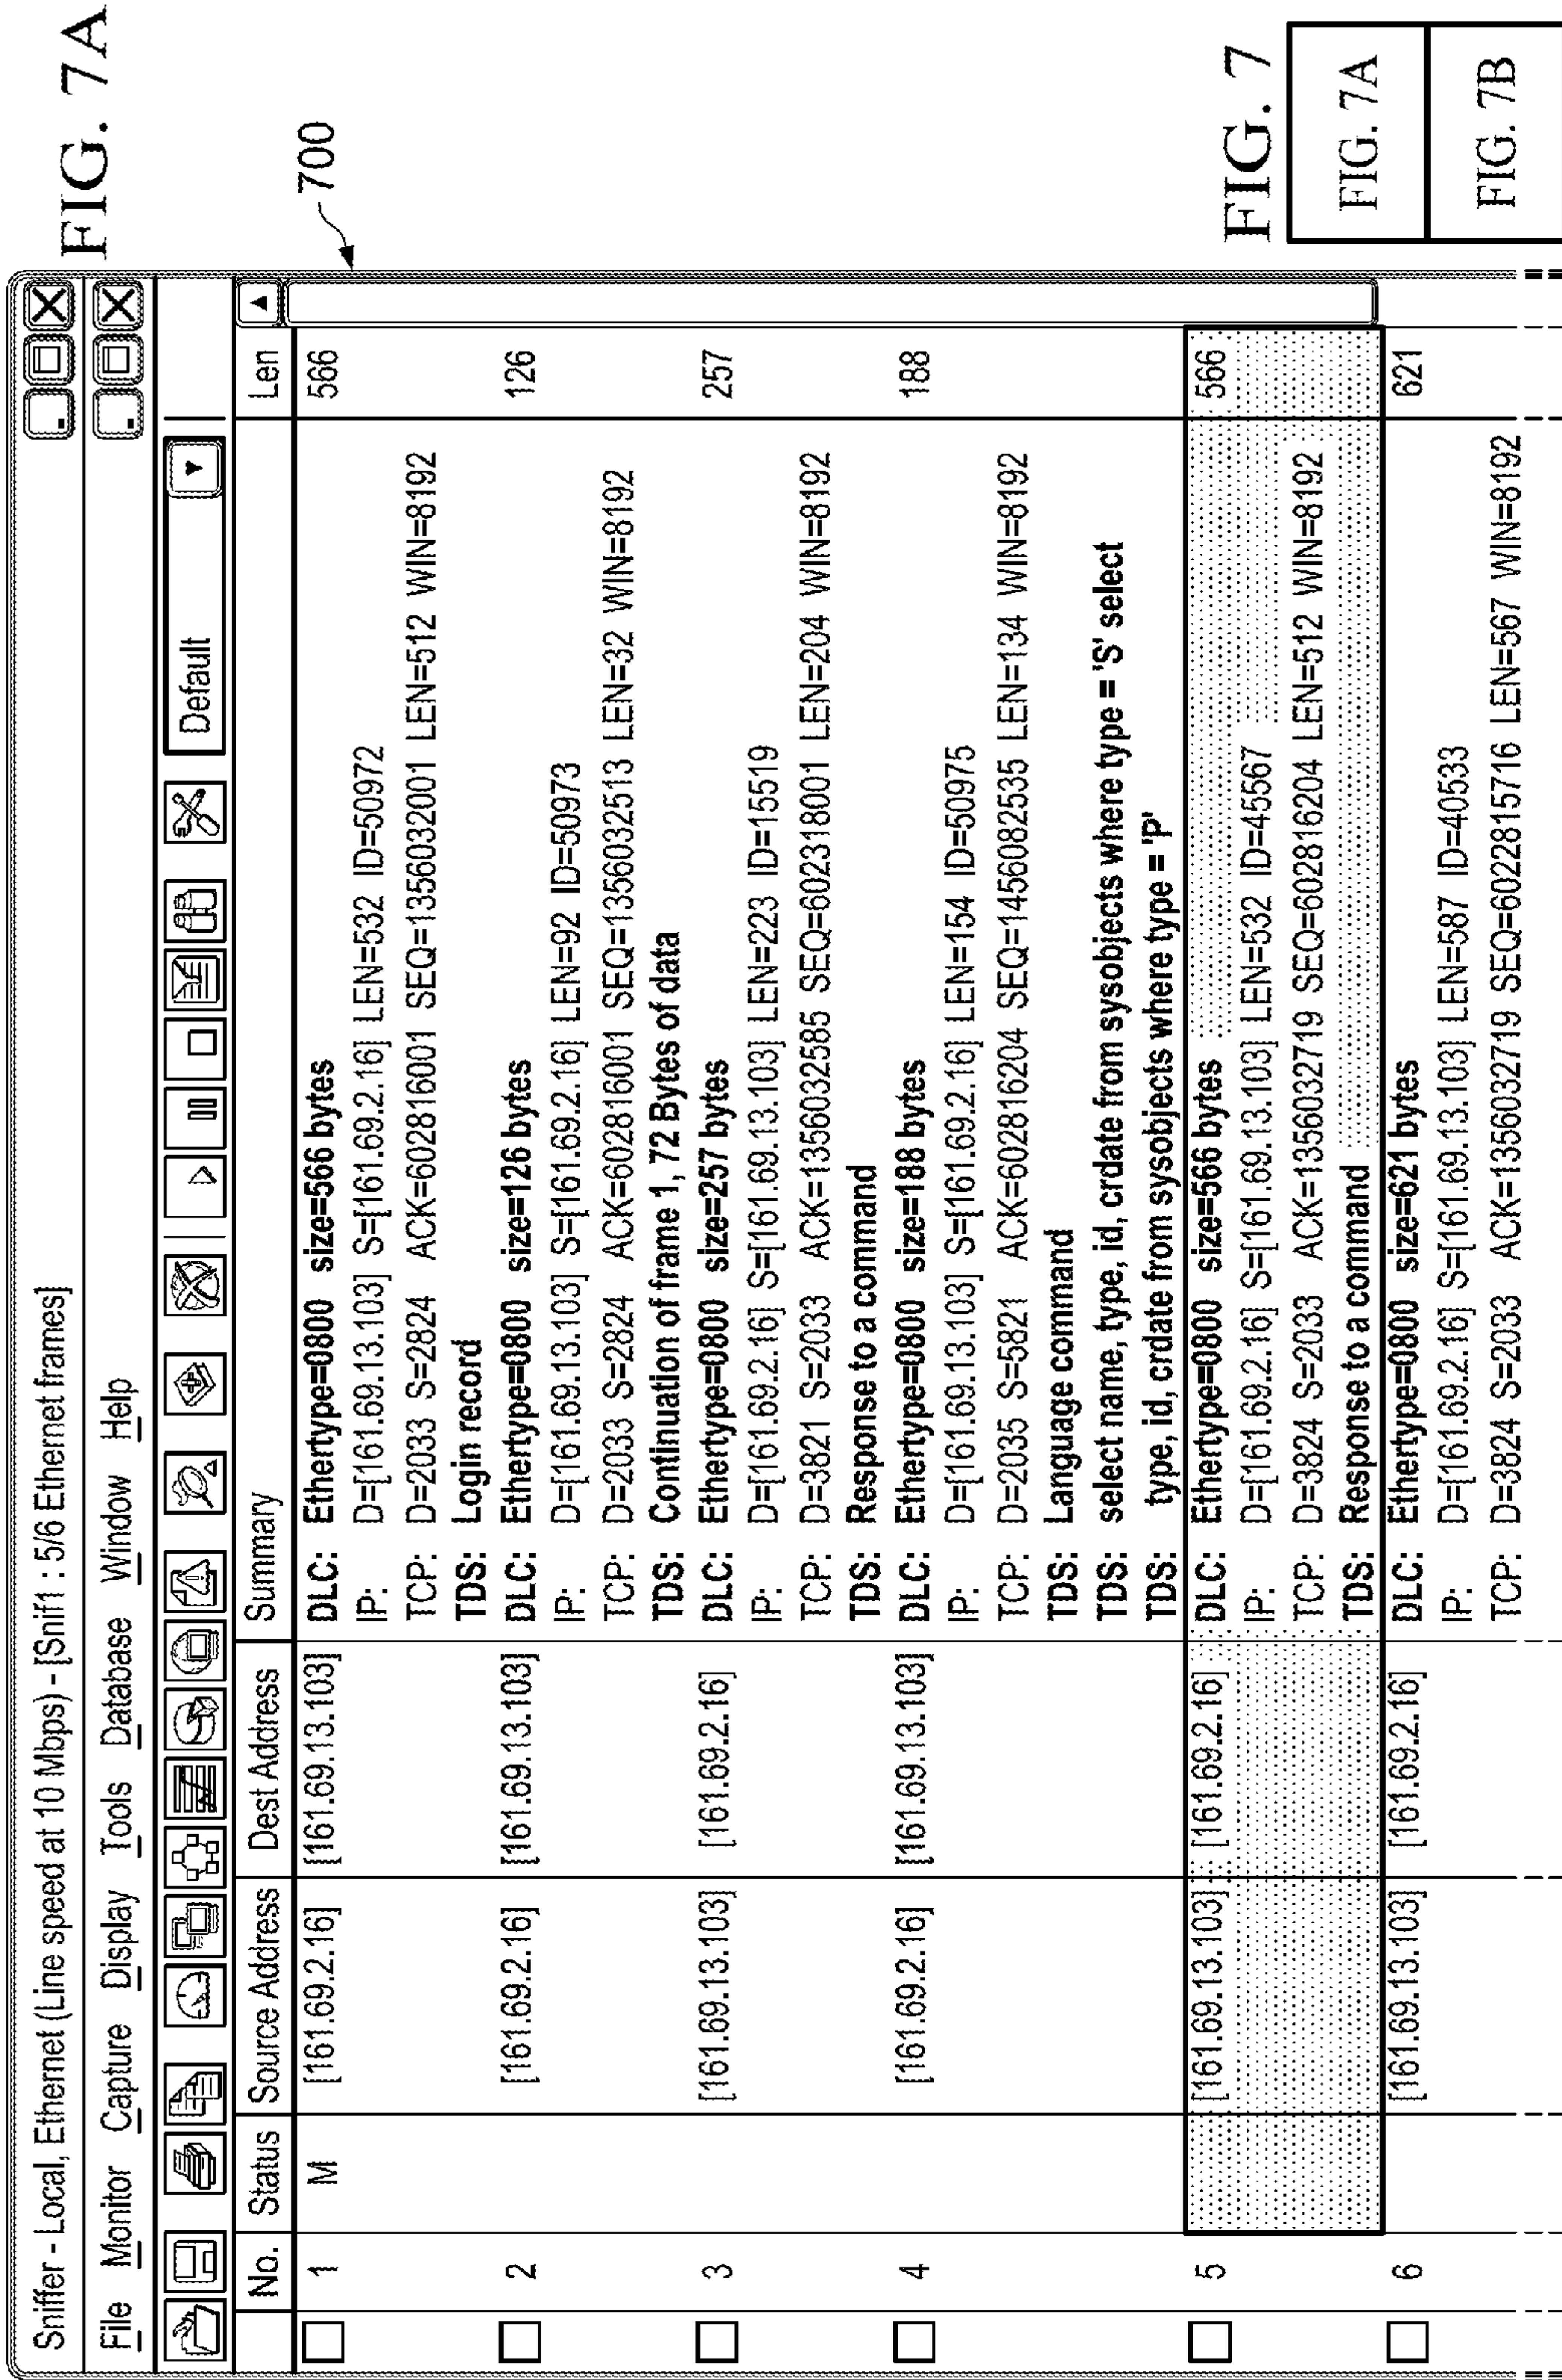 FIG. 7A
700
Sniffer - Local, Ethernet (Line speed at 10 Mbps) - [Snif1 : 5/6 Ethernet frames]
File Monitor Capture Display Tools Database Window Help
Default
No. Status Source Address Dest Address Summary Len
1 M [161.69.2.16] [161.69.13.103] DLC: Ethertype=0800 size=566 bytes 566
IP: D=[161.69.13.103] S=[161.69.2.16] LEN=532 ID=50972
TCP: D=2033 S=2824 ACK=602816001 SEQ=1356032001 LEN=512 WIN=8192
TDS: Login record
2 [161.69.2.16] [161.69.13.103] DLC: Ethertype=0800 size=126 bytes 126
IP: D=[161.69.13.103] S=[161.69.2.16] LEN=92 ID=50973
TCP: D=2033 S=2824 ACK=602816001 SEQ=1356032513 LEN=32 WIN=8192
TDS: Continuation of frame 1, 72 Bytes of data
3 [161.69.13.103] [161.69.2.16] DLC: Ethertype=0800 size=257 bytes 257
IP: D=[161.69.2.16] S=[161.69.13.103] LEN=223 ID=15519
TCP: D=3821 S=2033 ACK=1356032585 SEQ=602318001 LEN=204 WIN=8192
TDS: Response to a command
4 [161.69.2.16] [161.69.13.103] DLC: Ethertype=0800 size=188 bytes 188
IP: D=[161.69.13.103] S=[161.69.2.16] LEN=154 ID=50975
TCP: D=2035 S=5821 ACK=602816204 SEQ=1456082535 LEN=134 WIN=8192
TDS: Language command
TDS: select name, type, id, crdate from sysobjects where type = 'S' select
TDS: type, id, crdate from sysobjects where type = 'P'
5 [161.69.13.103] [161.69.2.16] DLC: Ethertype=0800 size=566 bytes 566
IP: D=[161.69.2.16] S=[161.69.13.103] LEN=532 ID=45567
TCP: D=3824 S=2033 ACK=1356032719 SEQ=602816204 LEN=512 WIN=8192
TDS: Response to a command
6 [161.69.13.103] [161.69.2.16] DLC: Ethertype=0800 size=621 bytes 621
IP: D=[161.69.2.16] S=[161.69.13.103] LEN=587 ID=40533
TCP: D=3824 S=2033 ACK=1356032719 SEQ=6022815716 LEN=567 WIN=8192
FIG. 7
FIG. 7A
FIG. 7B